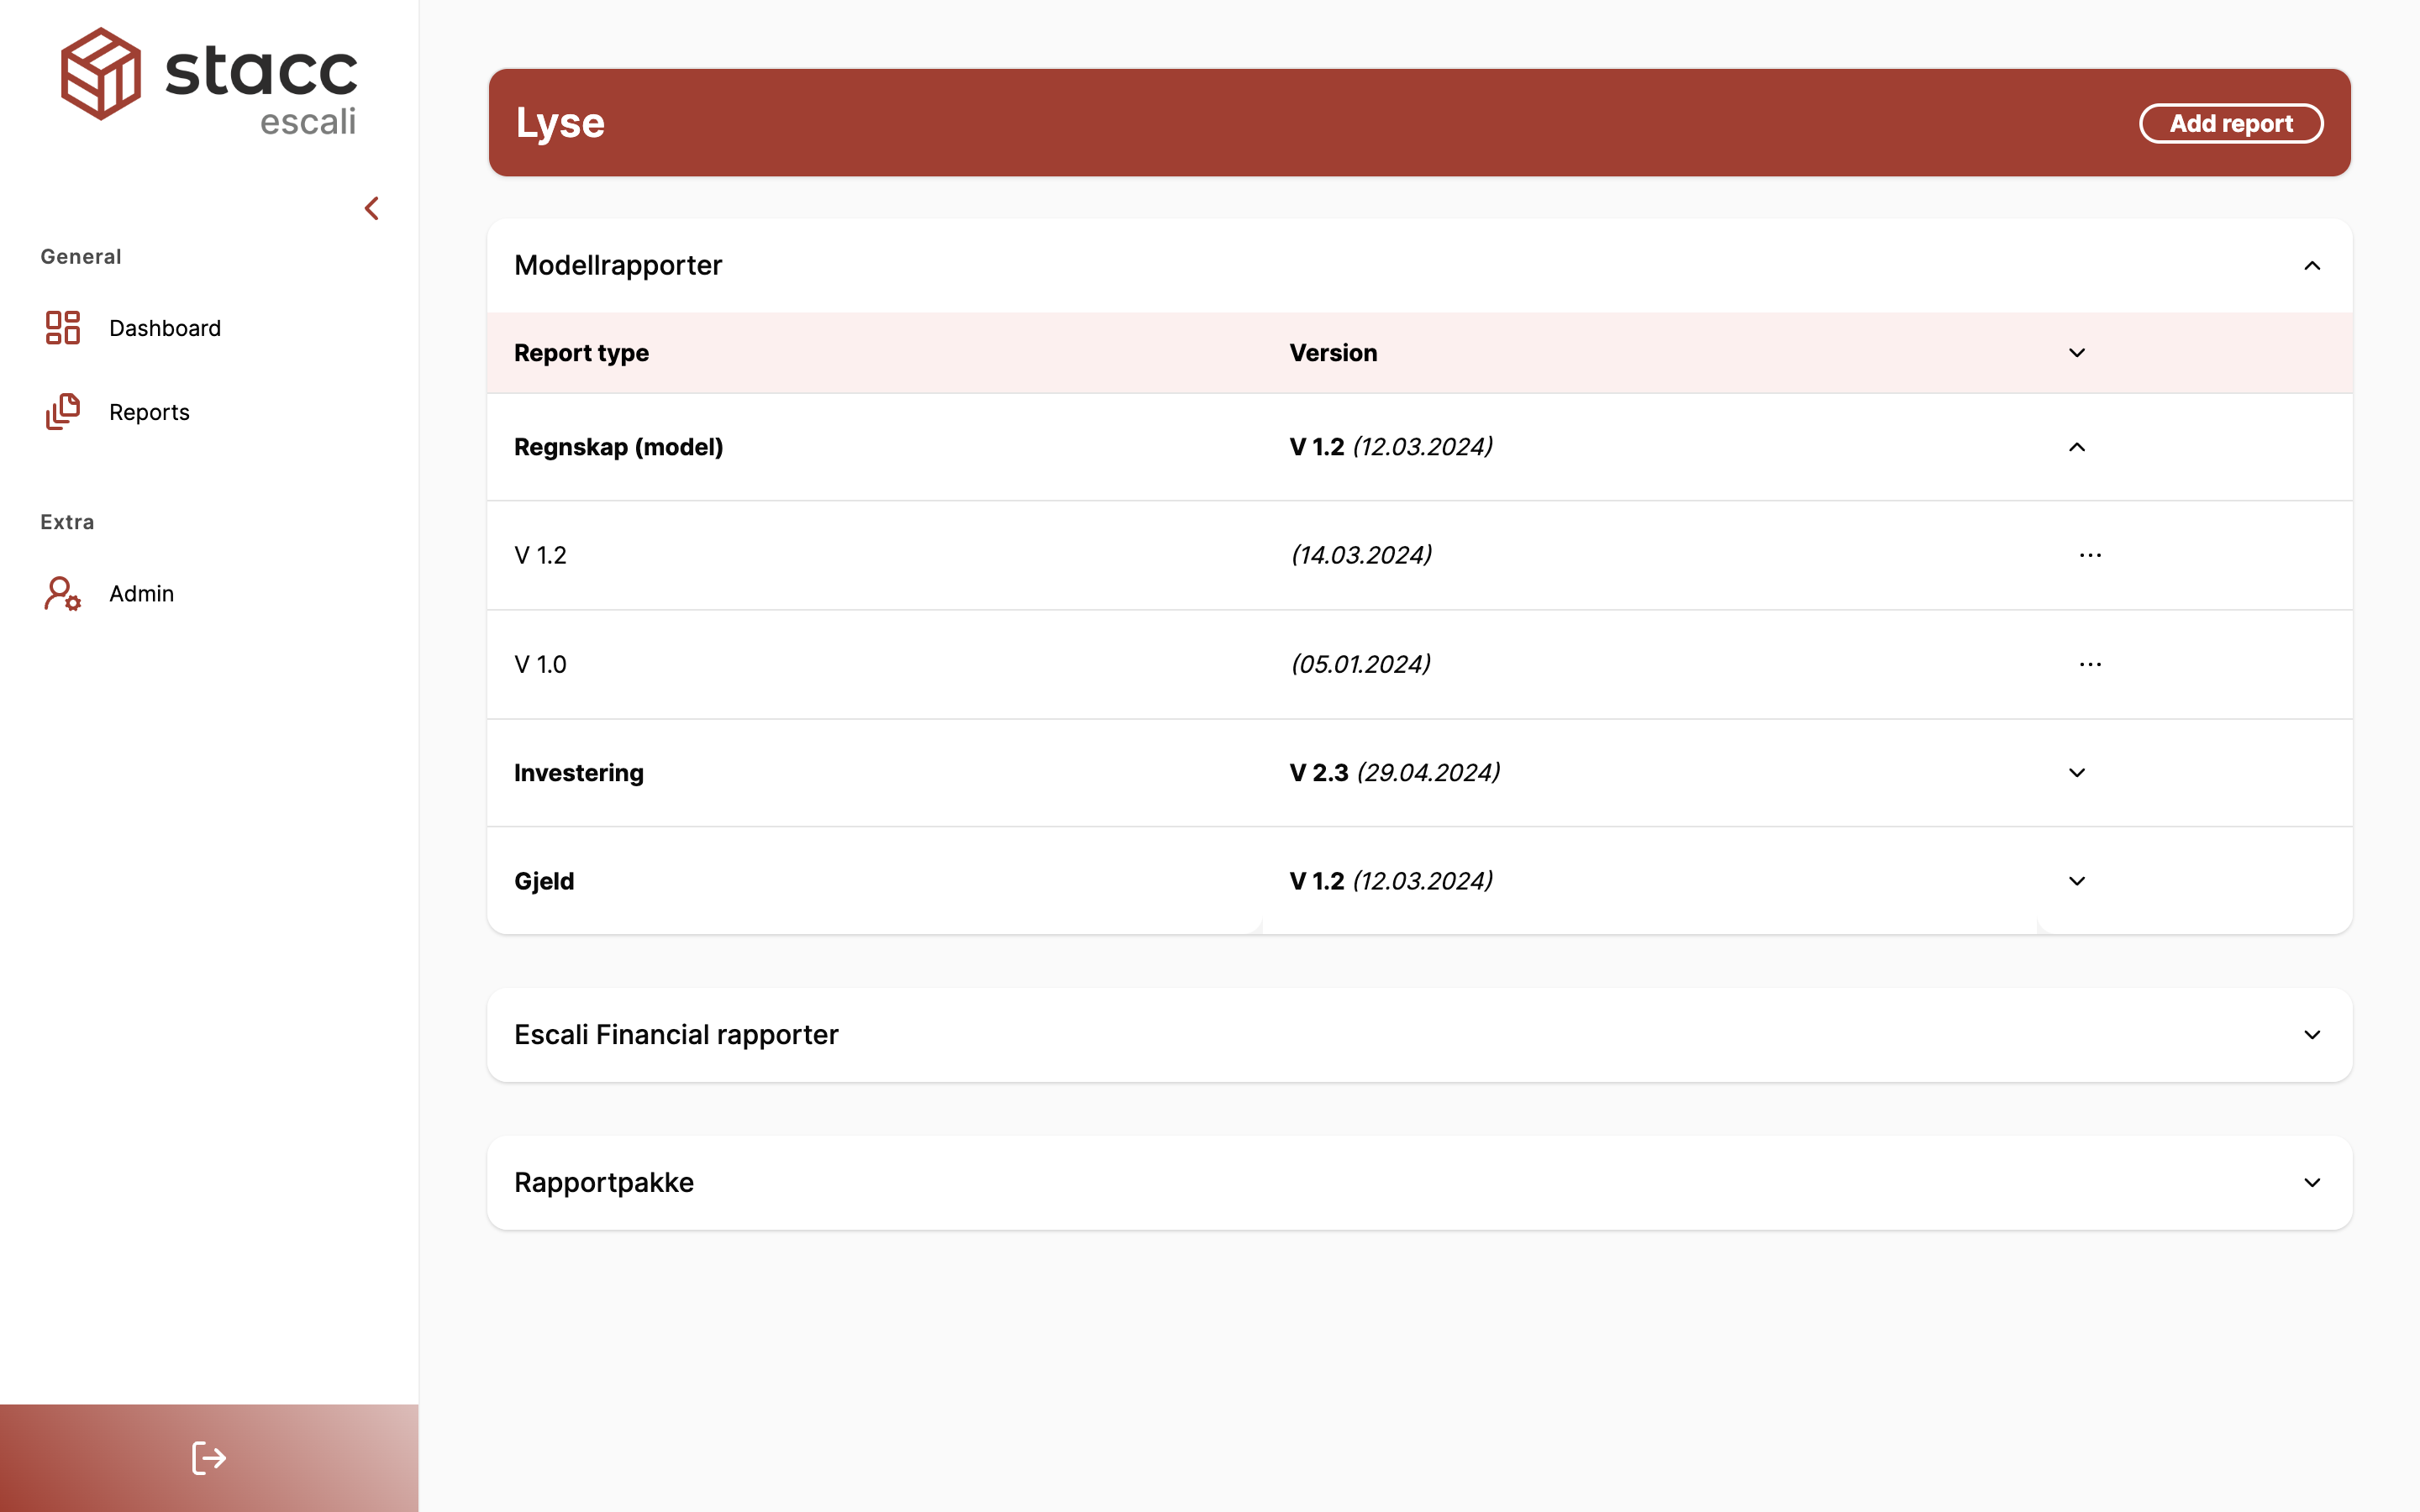 stacc
escali
General
Dashboard
Reports
Extra
Admin
Lyse
Add report
Modellrapporter
Report type Version
Regnskap (model) V 1.2 (12.03.2024)
V 1.2 (14.03.2024)
V 1.0 (05.01.2024)
Investering V 2.3 (29.04.2024)
Gjeld V 1.2 (12.03.2024)
Escali Financial rapporter
Rapportpakke